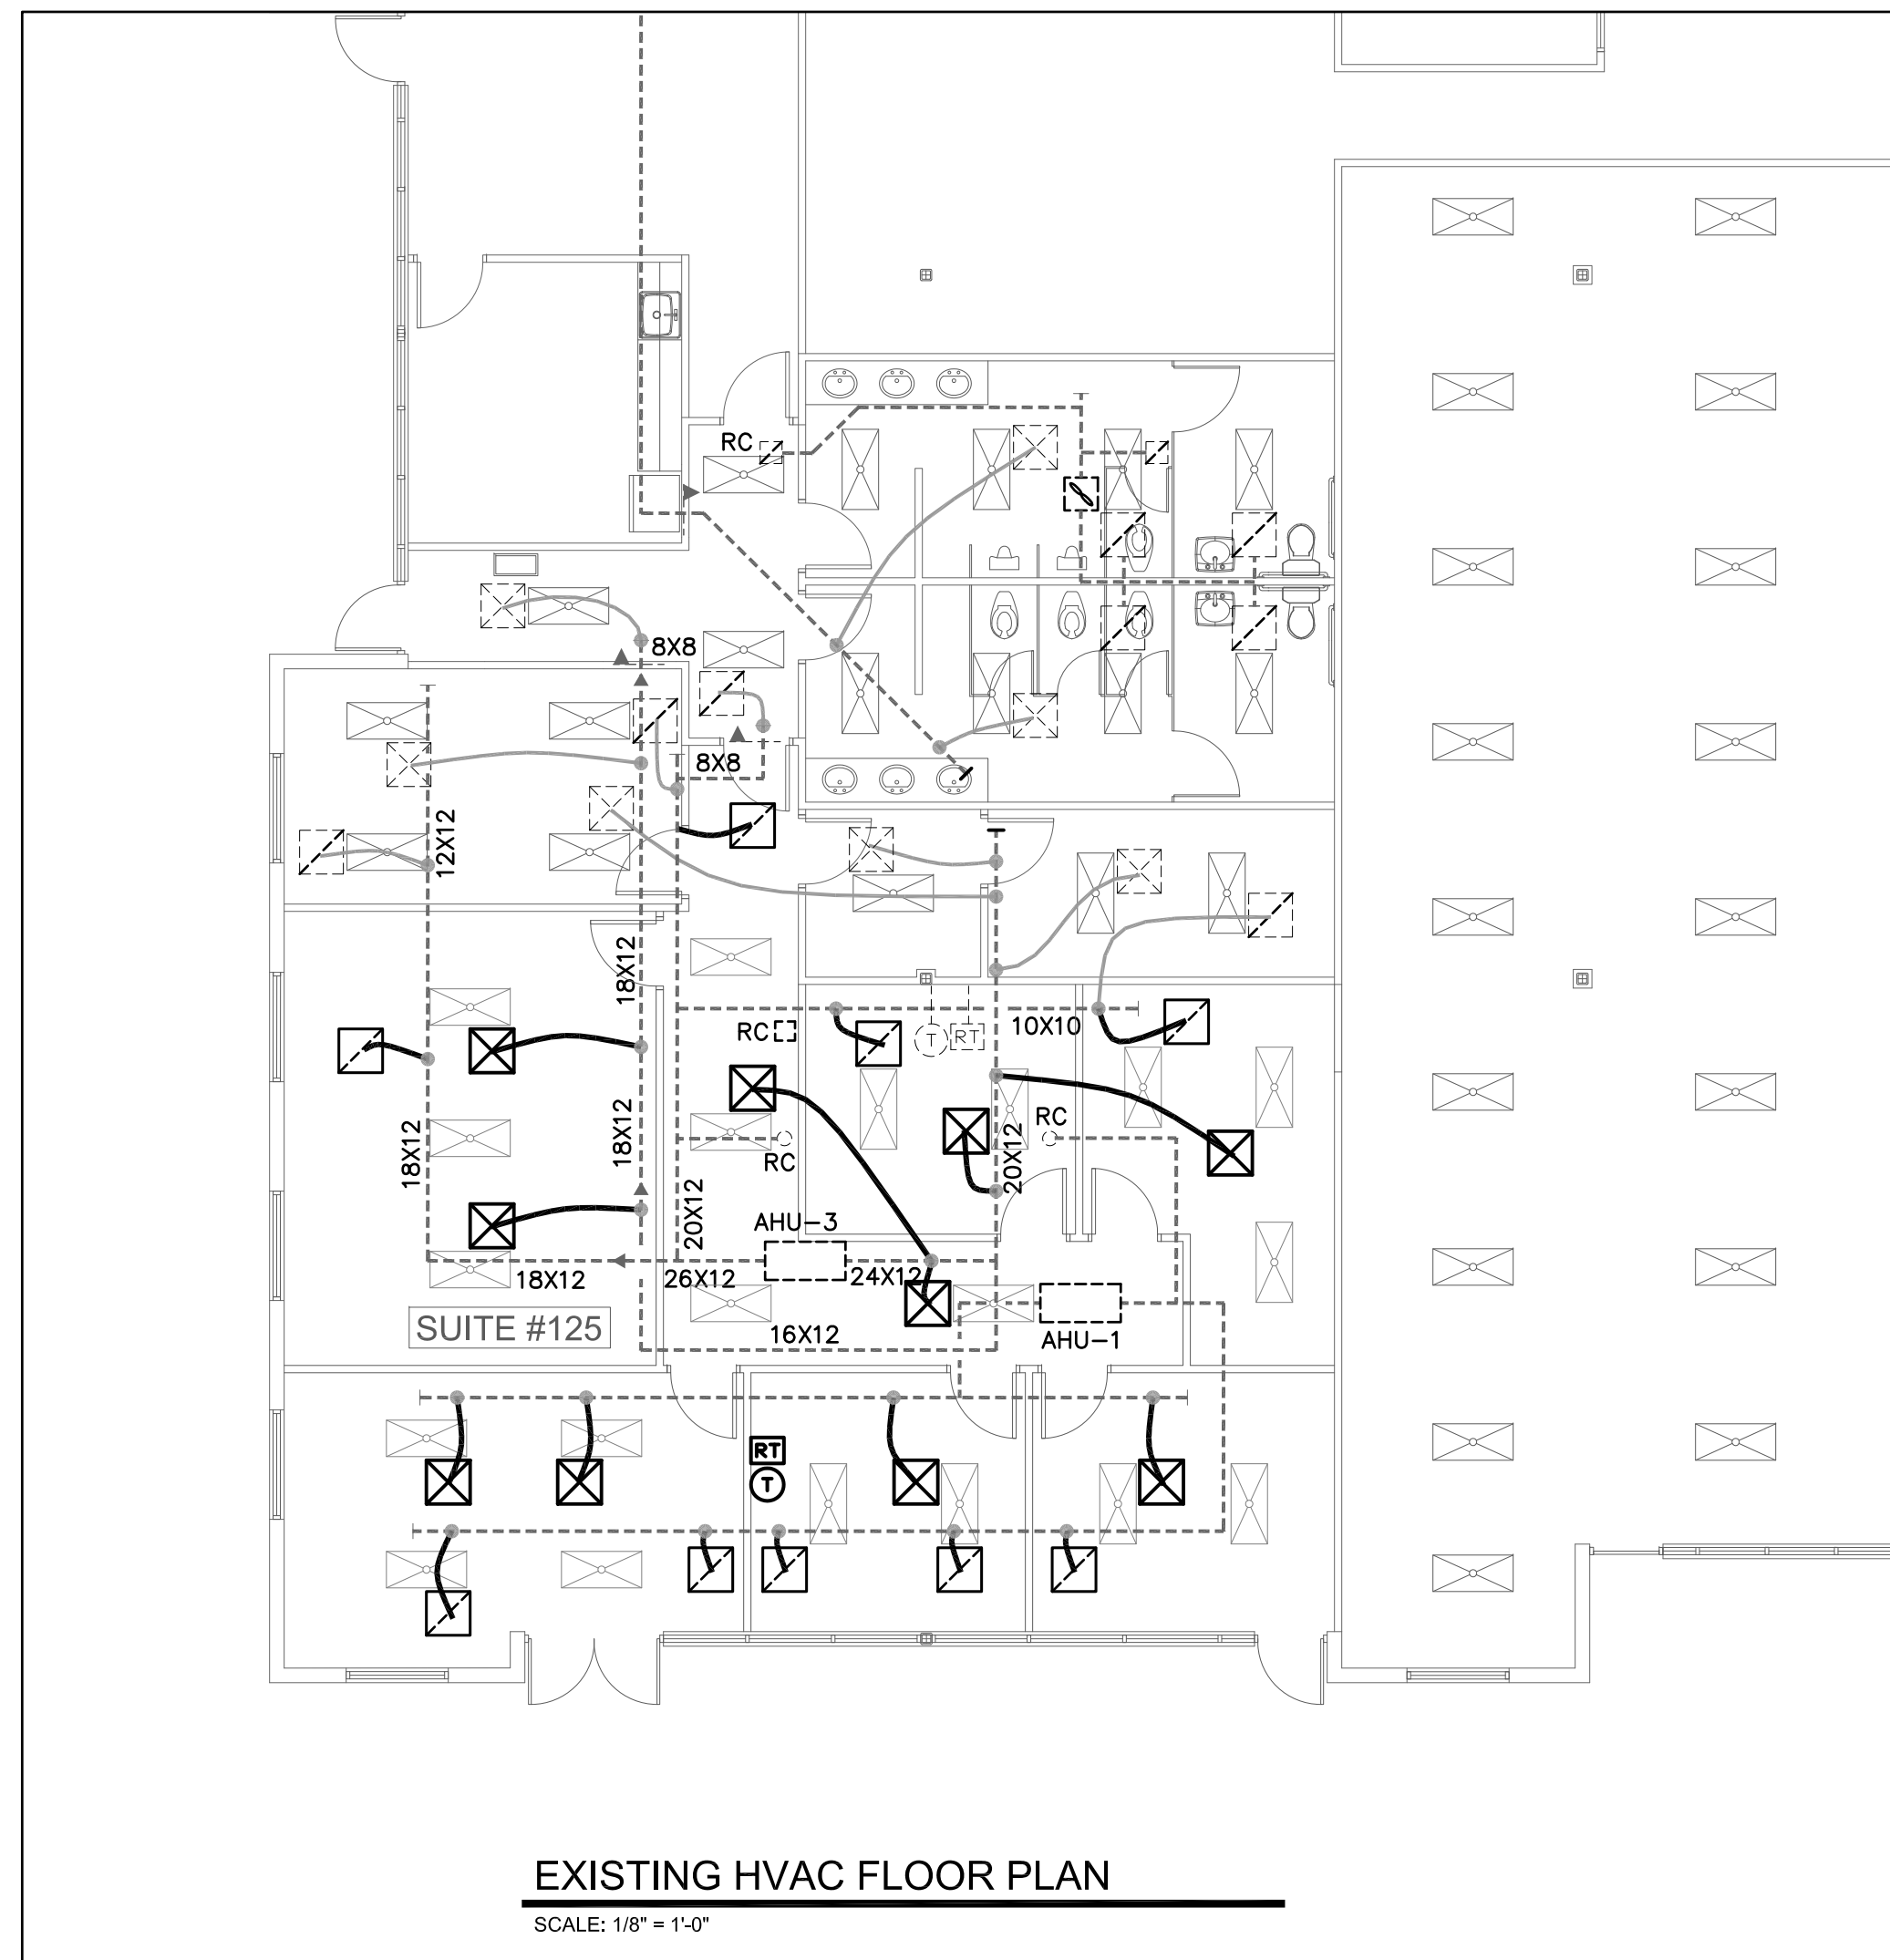 RC
8X8
8X8
12X12
18X12
RC
10X10
18X12
18X12
RC
RC
20X12
20X12
T
RT
AHU-3
18X12
26X12
24X12
SUITE #125
16X12
AHU-1
RT
T
EXISTING HVAC FLOOR PLAN
SCALE: 1/8" = 1'-0"